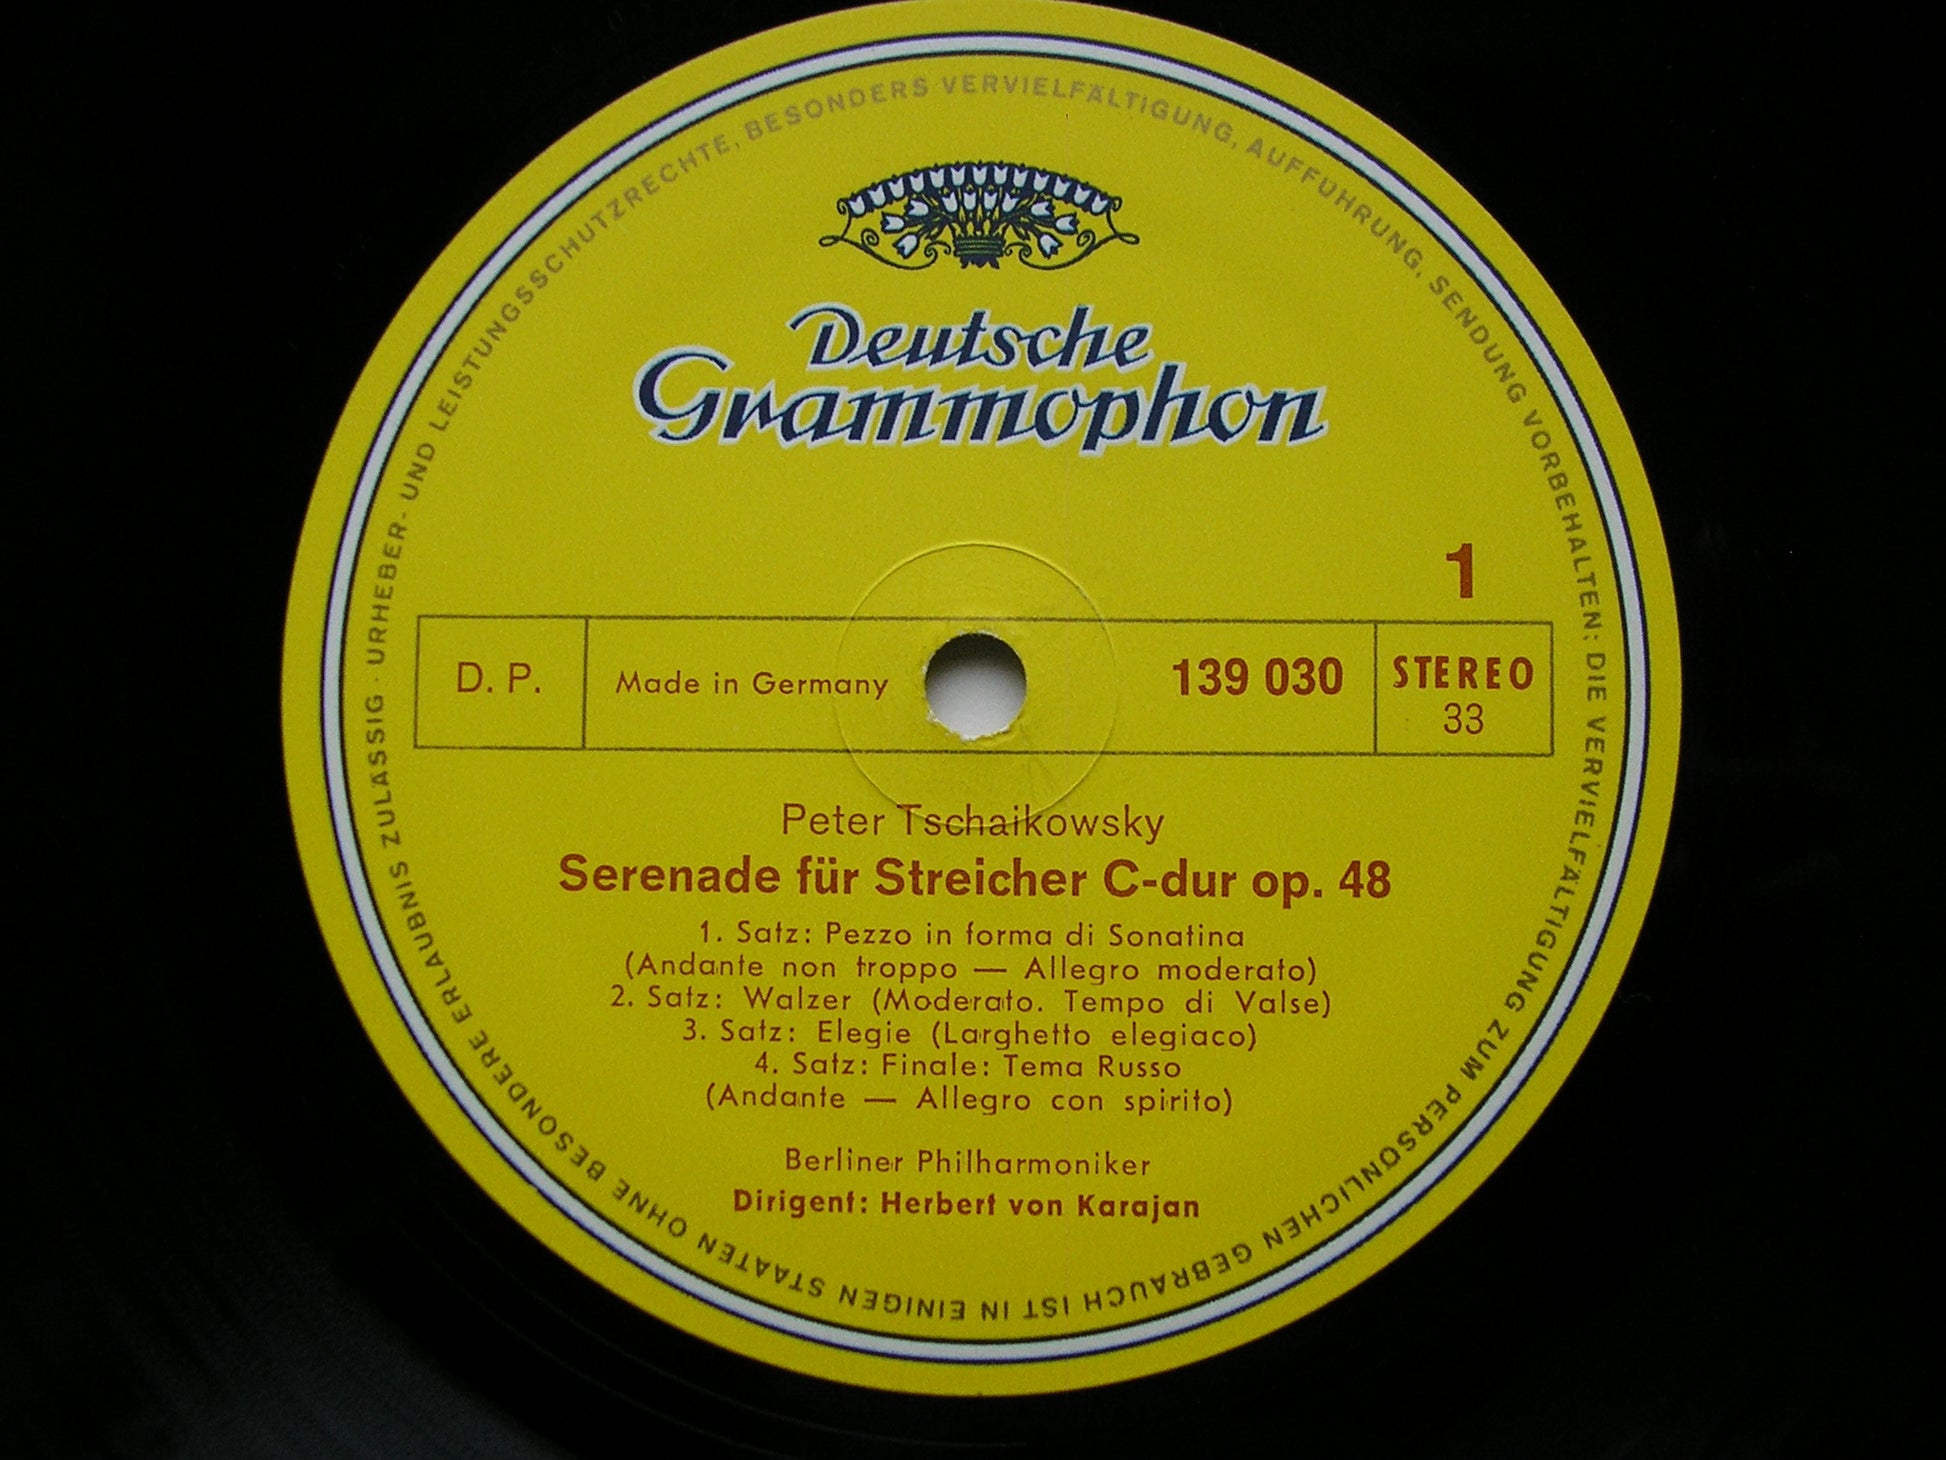 URHEBER- UND LEISTUNGSSCHUTZRECHTE, BESONDERS VERVIELFÄLTIGUNG, AUFFÜHRUNG, SENDUNG VORBEHALTEN: DIE VERVIELFÄLTIGUNG ZUM PERSÖNLICHEN GEBRAUCH IST IN EINIGEN STAATEN OHNE BESONDERE ERLAUBNIS ZULÄSSIG ·
Deutsche
Grammophon
1
D. P.
Made in Germany
139 030
STEREO
33
Peter Tschaikowsky
Serenade für Streicher C-dur op. 48
1. Satz: Pezzo in forma di Sonatina
(Andante non troppo — Allegro moderato)
2. Satz: Walzer (Moderato. Tempo di Valse)
3. Satz: Elegie (Larghetto elegiaco)
4. Satz: Finale: Tema Russo
(Andante — Allegro con spirito)
Berliner Philharmoniker
Dirigent: Herbert von Karajan